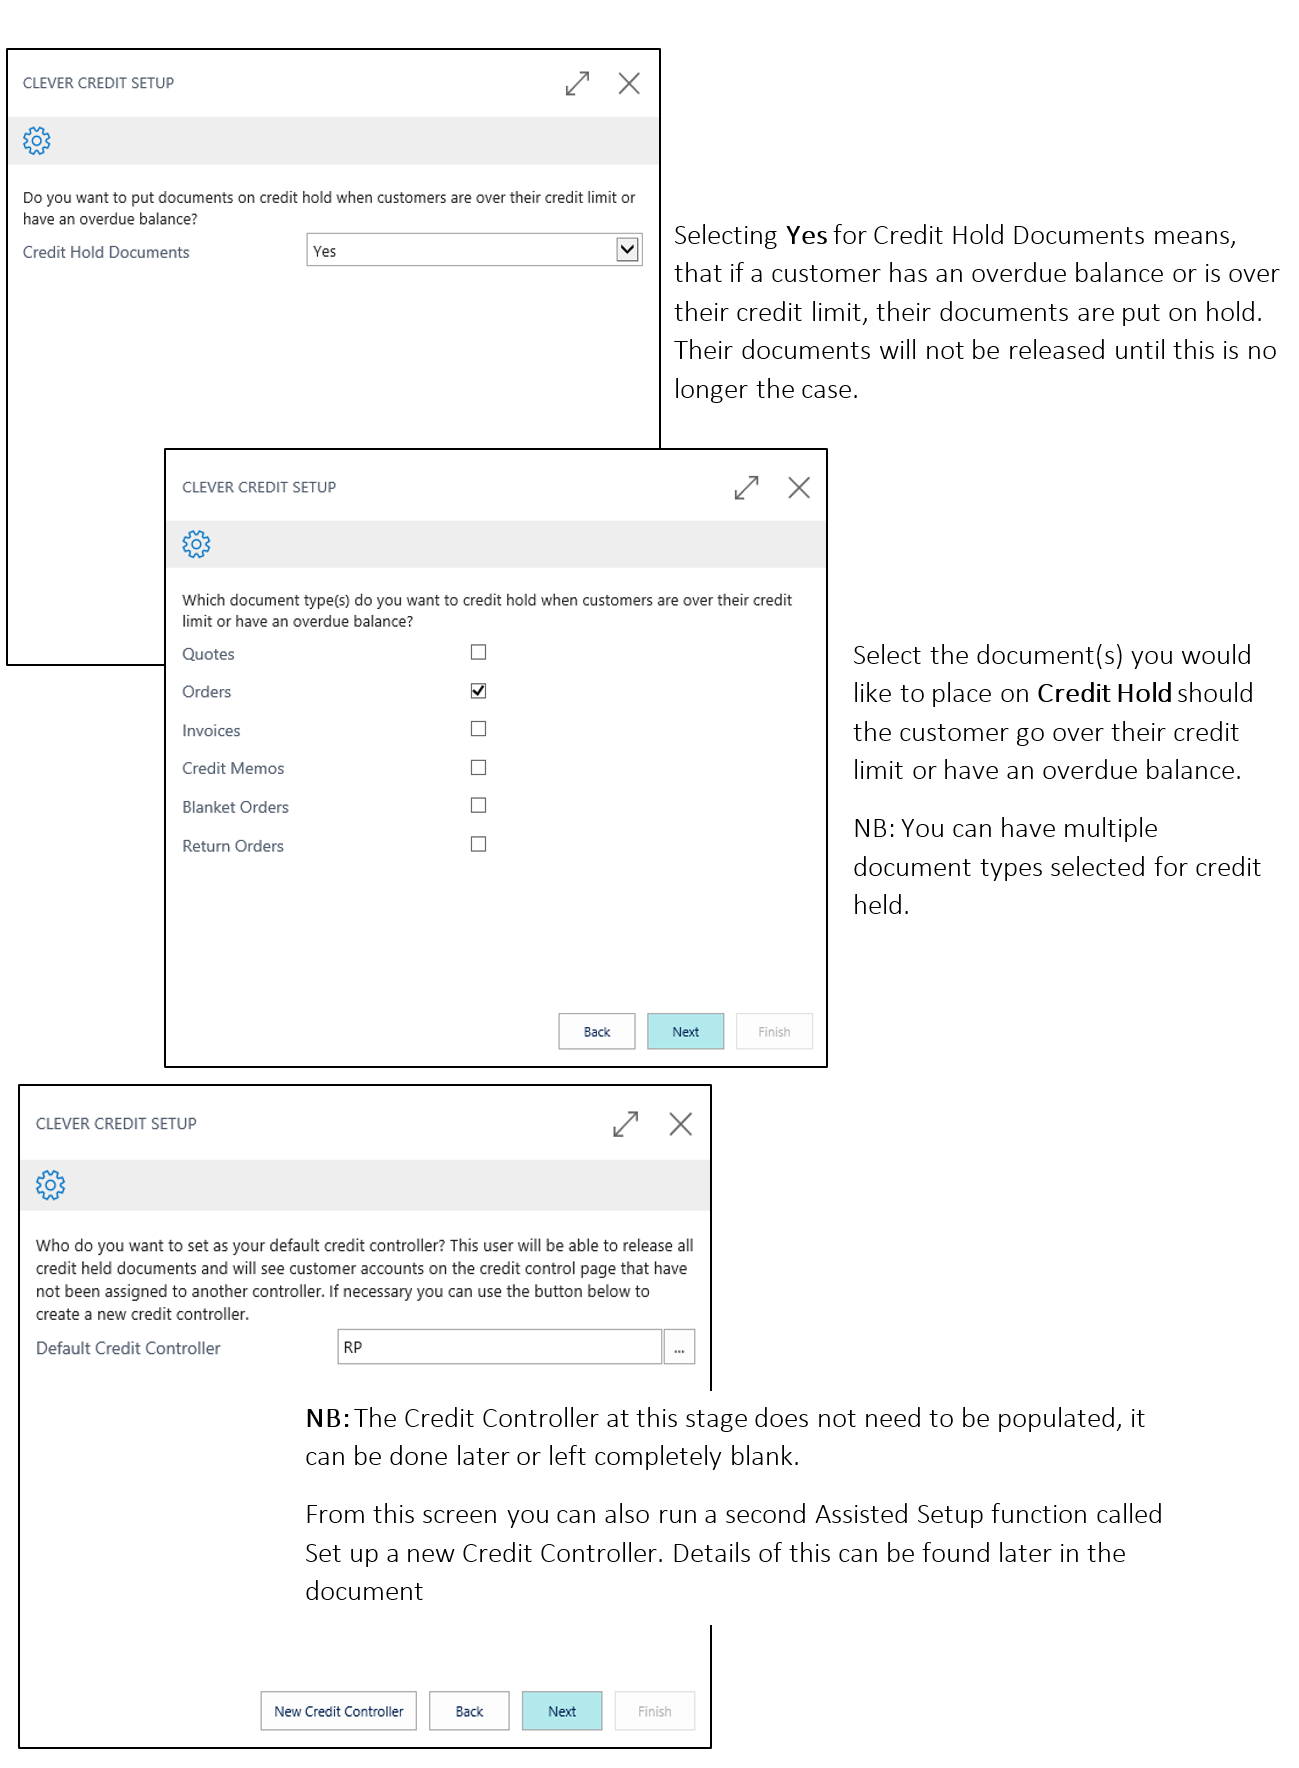 CLEVER CREDIT SETUP
Do you want to put documents on credit hold when customers are over their credit limit or
have an overdue balance?
Credit Hold Documents
Yes
Selecting Yes for Credit Hold Documents means,
that if a customer has an overdue balance or is over
their credit limit, their documents are put on hold.
Their documents will not be released until this is no
longer the case.
CLEVER CREDIT SETUP
Which document type(s) do you want to credit hold when customers are over their credit
limit or have an overdue balance?
Quotes
Orders
Invoices
Credit Memos
Blanket Orders
Return Orders
Back
Next
Finish
Select the document(s) you would
like to place on Credit Hold should
the customer go over their credit
limit or have an overdue balance.
NB: You can have multiple
document types selected for credit
held.
CLEVER CREDIT SETUP
Who do you want to set as your default credit controller? This user will be able to release all
credit held documents and will see customer accounts on the credit control page that have
not been assigned to another controller. If necessary you can use the button below to
create a new credit controller.
Default Credit Controller
RP
...
NB: The Credit Controller at this stage does not need to be populated, it
can be done later or left completely blank.
From this screen you can also run a second Assisted Setup function called
Set up a new Credit Controller. Details of this can be found later in the
document
New Credit Controller
Back
Next
Finish